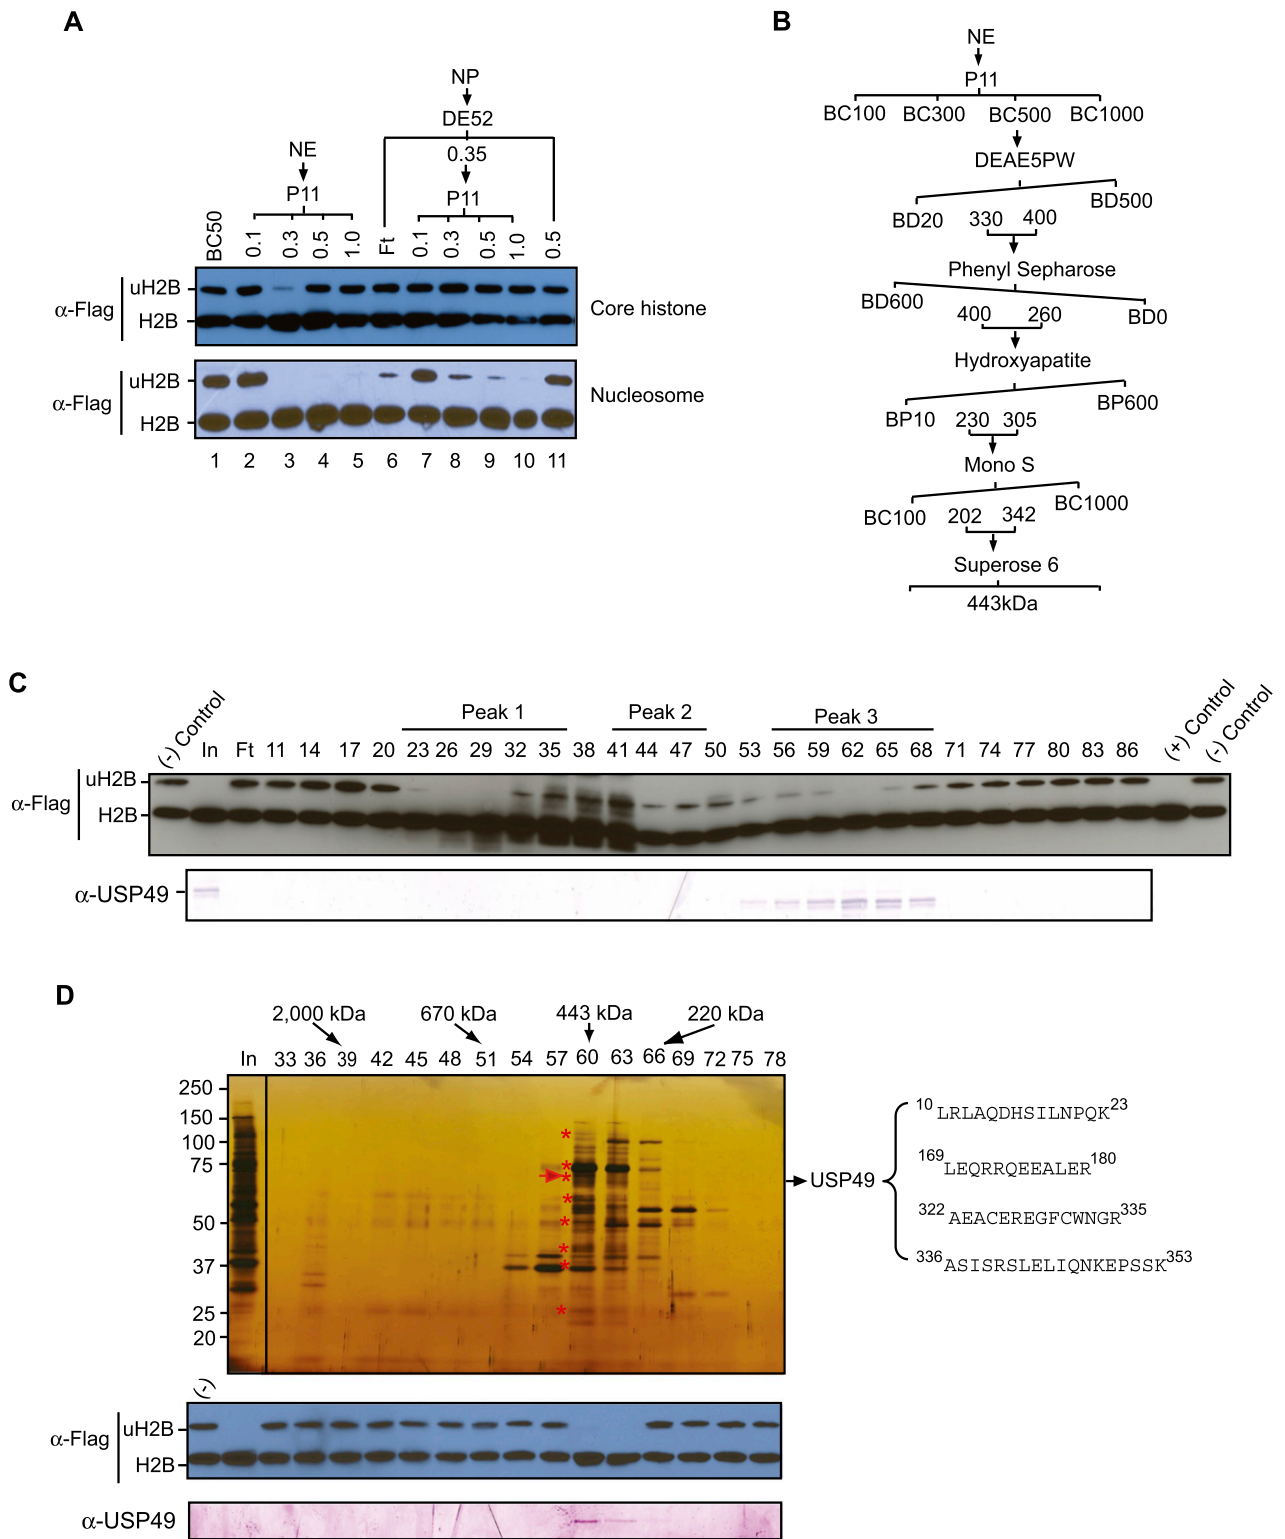 A
NP
DE52
0.35
NE
P11
P11
BC50 0.1 0.3 0.5 1.0 Ft 0.1 0.3 0.5 1.0 0.5
α-Flag
uH2B
H2B
Core histone
α-Flag
uH2B
H2B
Nucleosome
1 2 3 4 5 6 7 8 9 10 11
B
NE
P11
BC100 BC300 BC500 BC1000
DEAE5PW
BD20 330 400 BD500
Phenyl Sepharose
BD600 400 260 BD0
Hydroxyapatite
BP10 230 305 BP600
Mono S
BC100 202 342 BC1000
Superose 6
443kDa
C
Peak 1 Peak 2 Peak 3
(-) Control In Ft 11 14 17 20 23 26 29 32 35 38 41 44 47 50 53 56 59 62 65 68 71 74 77 80 83 86 (+) Control (-) Control
α-Flag
uH2B
H2B
α-USP49
D
2,000 kDa 670 kDa 443 kDa 220 kDa
In 33 36 39 42 45 48 51 54 57 60 63 66 69 72 75 78
250
150
100
75
50
37
25
20
* * * * * * * *
USP49
10 LRLAQDHSILNPQK 23
169 LEQRRQEEALER 180
322 AEACEREGFCWNGR 335
336 ASISRSLELIQNKEPSSK 353
(-)
α-Flag
uH2B
H2B
α-USP49